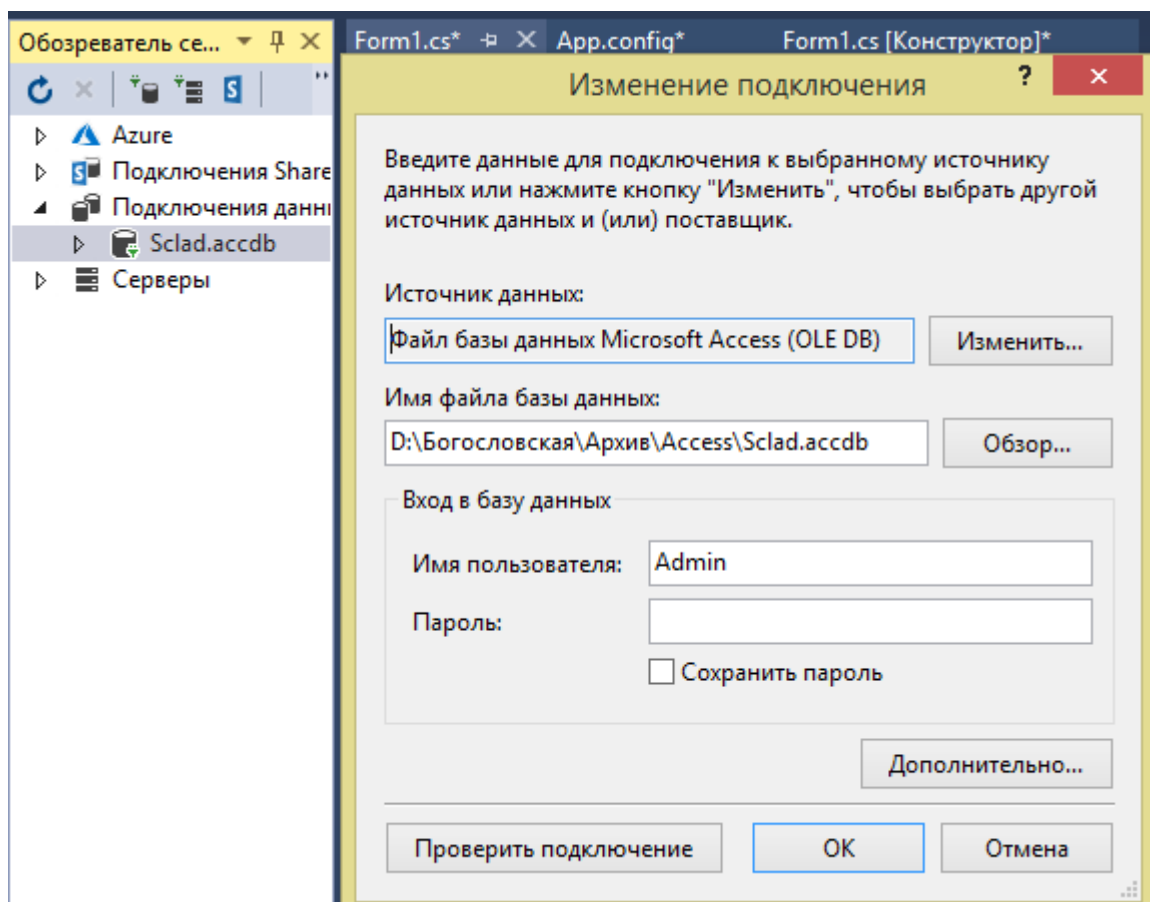 Обозреватель се...
Form1.cs*
App.config*
Form1.cs [Конструктор]*
Azure
Подключения Share
Подключения данн
Sclad.accdb
Серверы
Изменение подключения
?
Введите данные для подключения к выбранному источнику
данных или нажмите кнопку "Изменить", чтобы выбрать другой
источник данных и (или) поставщик.
Источник данных:
Файл базы данных Microsoft Access (OLE DB)
Изменить...
Имя файла базы данных:
D:\Богословская\Архив\Access\Sclad.accdb
Обзор...
Вход в базу данных
Имя пользователя:
Admin
Пароль:
Сохранить пароль
Дополнительно...
Проверить подключение
ОК
Отмена